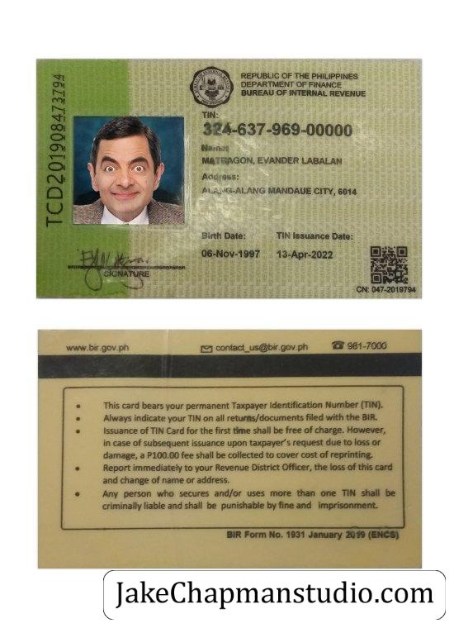 TCD201908473794
REPUBLIC OF THE PHILIPPINES
DEPARTMENT OF FINANCE
BUREAU OF INTERNAL REVENUE
TIN:
324-637-969-00000
Name:
EVANDER
Address:
MANDAUE CITY, 6014
Birth Date: TIN Issuance Date:
06-Nov-1997 13-Apr-2022
SIGNATURE
CN: 047-2019794
www.bir.gov.ph contact_us@bir.gov.ph 981-7000
• This card bears your permanent Taxpayer Identification Number (TIN).
• Always indicate your TIN on all returns/documents filed with the BIR.
• Issuance of TIN Card for the first time shall be free of charge. However,
in case of subsequent issuance upon taxpayer's request due to loss or
damage, a P100.00 fee shall be collected to cover cost of reprinting.
• Report immediately to your Revenue District Officer, the loss of this card
and change of name or address.
• Any person who secures and/or uses more than one TIN shall be
criminally liable and shall be punishable by fine and imprisonment.
BIR Form No. 1931 January 2019 (ENCS)
JakeChapmanstudio.com